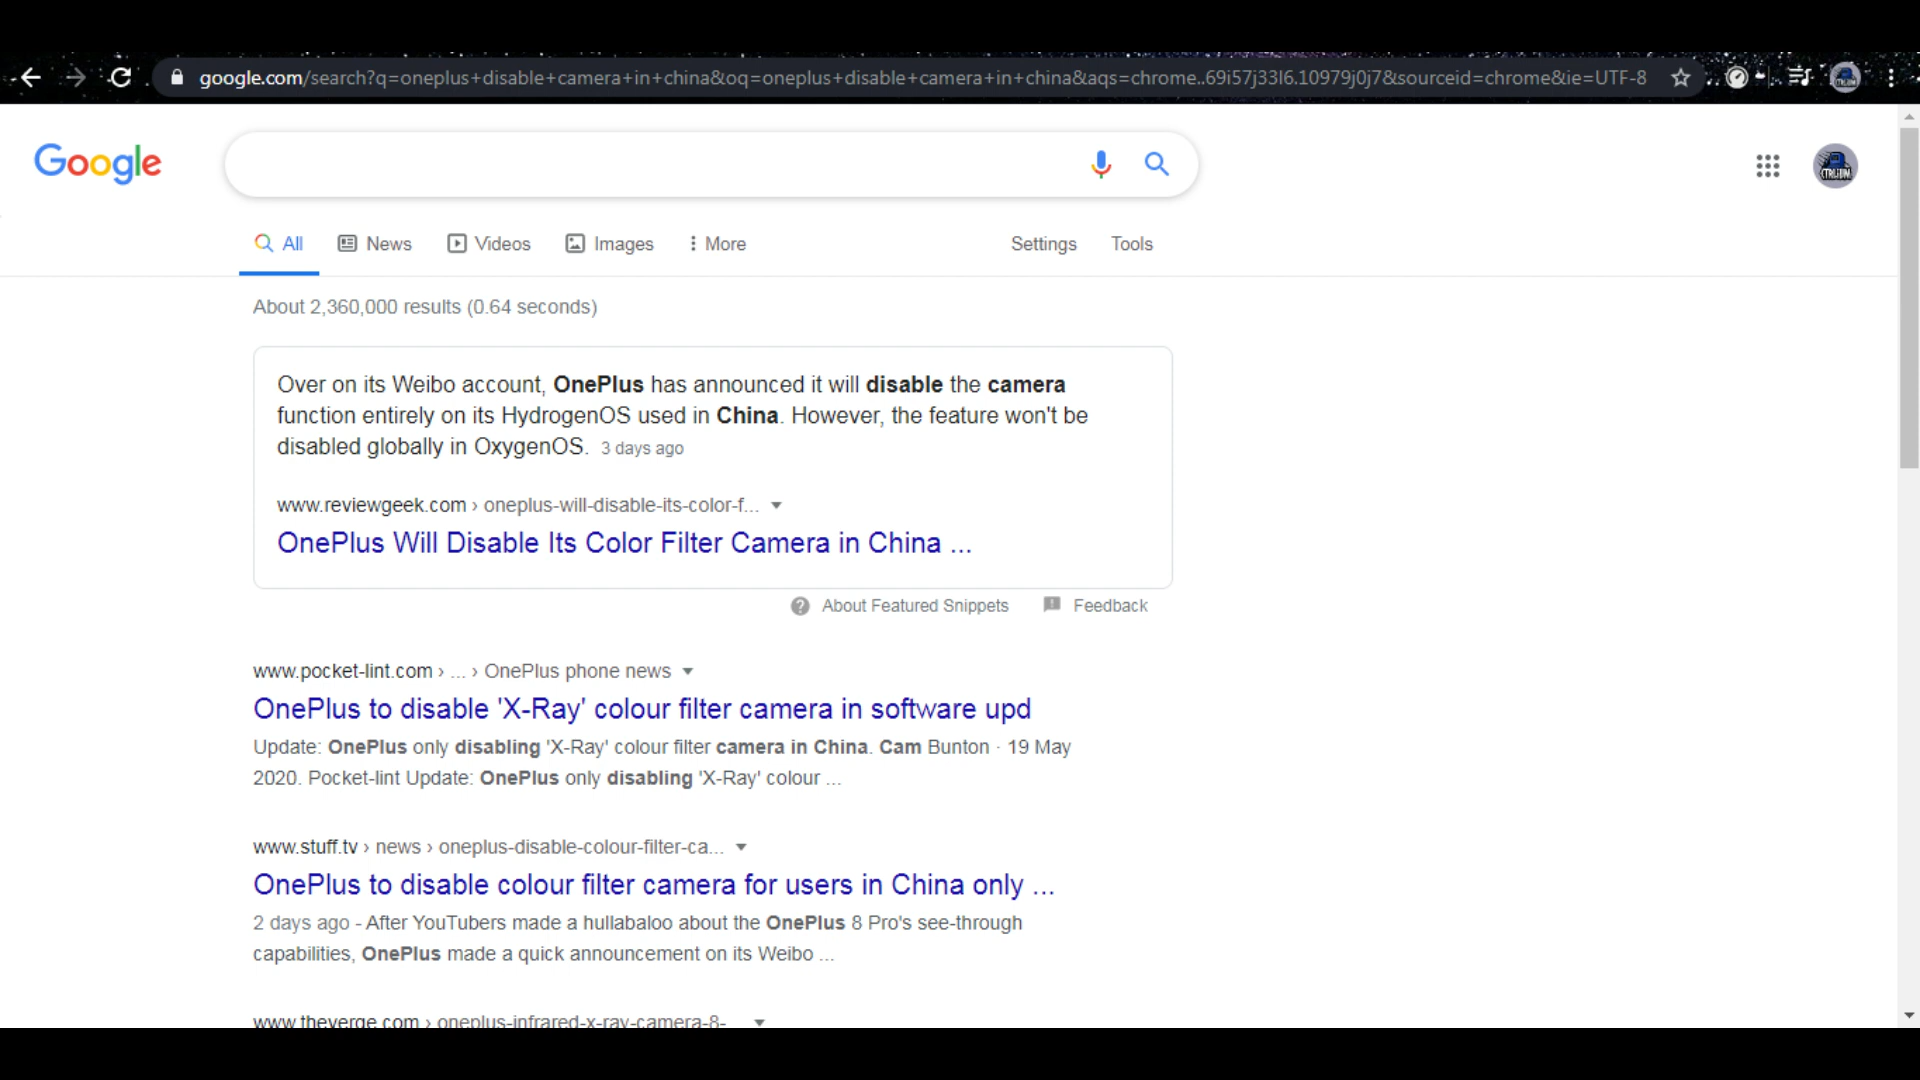 google.com/search?q=oneplus+disable+camera+in+china&oq=oneplus+disable+camera+in+china&aqs=chrome..69i57j33l6.10979j0j7&sourceid=chrome&ie=UTF-8
Google
All News Videos Images More Settings Tools
About 2,360,000 results (0.64 seconds)
Over on its Weibo account, OnePlus has announced it will disable the camera
function entirely on its HydrogenOS used in China. However, the feature won't be
disabled globally in OxygenOS. 3 days ago
www.reviewgeek.com › oneplus-will-disable-its-color-f...
OnePlus Will Disable Its Color Filter Camera in China ...
About Featured Snippets Feedback
www.pocket-lint.com › ... › OnePlus phone news
OnePlus to disable 'X-Ray' colour filter camera in software upd
Update: OnePlus only disabling 'X-Ray' colour filter camera in China. Cam Bunton · 19 May
2020. Pocket-lint Update: OnePlus only disabling 'X-Ray' colour ...
www.stuff.tv › news › oneplus-disable-colour-filter-ca...
OnePlus to disable colour filter camera for users in China only ...
2 days ago - After YouTubers made a hullabaloo about the OnePlus 8 Pro's see-through
capabilities, OnePlus made a quick announcement on its Weibo ...
www.theverge.com › oneplus-infrared-x-ray-camera-8-